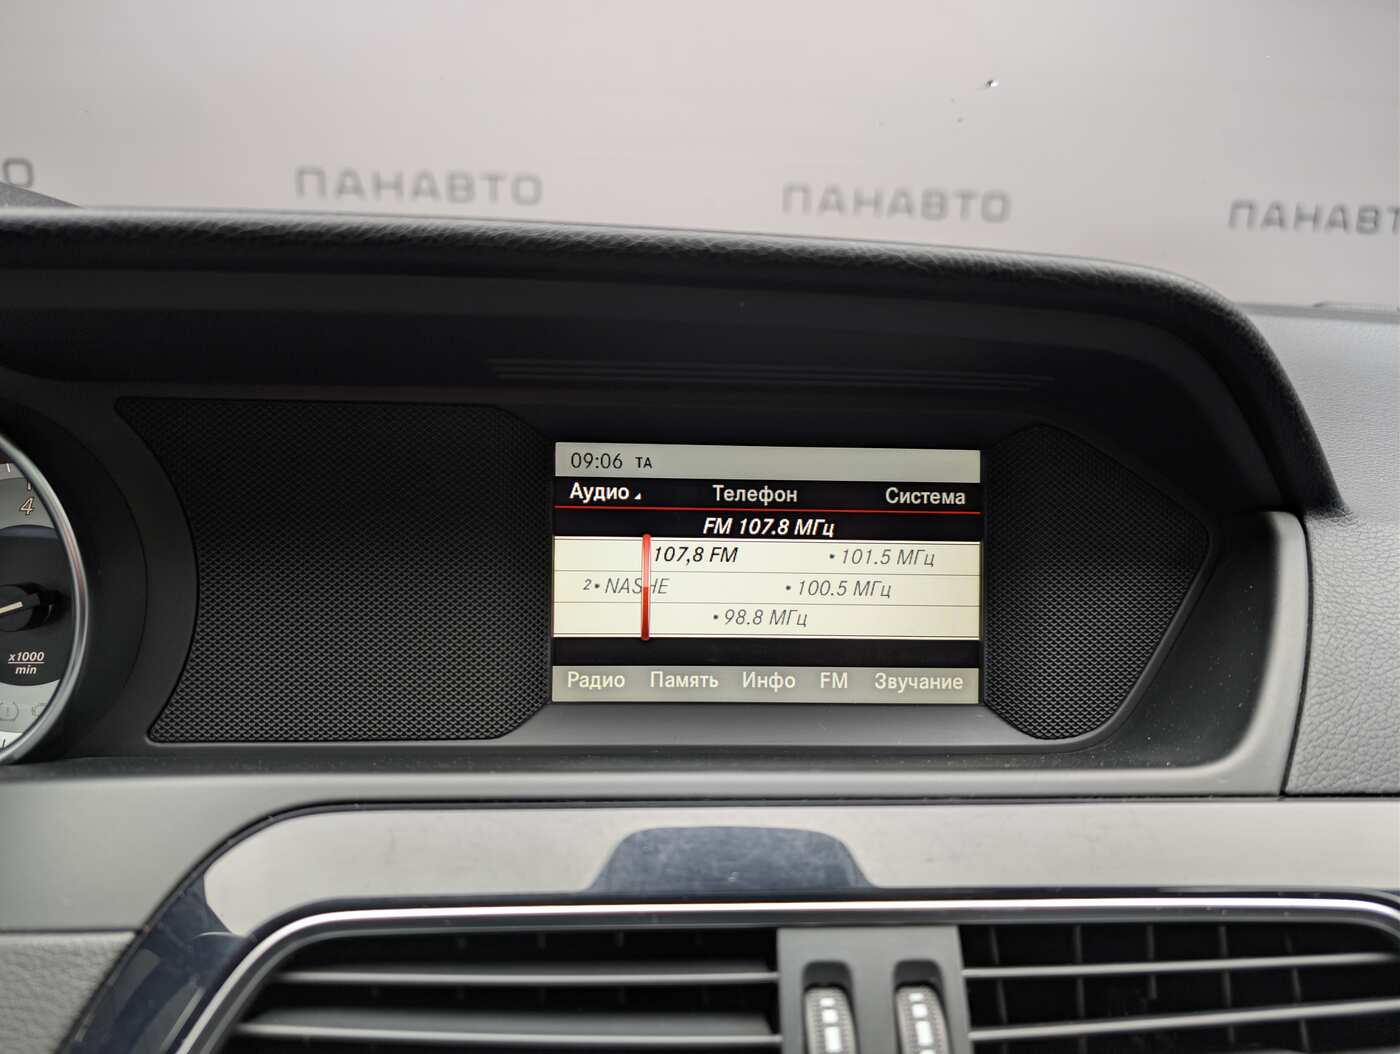 ПАНАВТО ПАНАВТО ПАНАВТ
09:06 TA
Аудио Телефон Система
FM 107.8 МГц
107,8 FM • 101.5 МГц
2• NASHE • 100.5 МГц
• 98.8 МГц
Радио Память Инфо FM Звучание
4
x1000
min